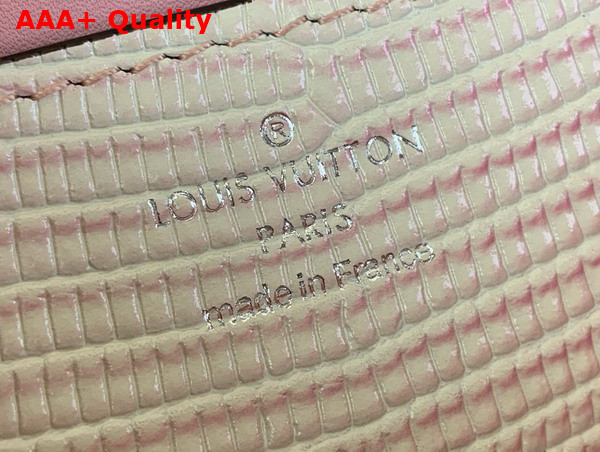 AAA+ Quality
®
LOUIS VUITTON
PARIS
made in France